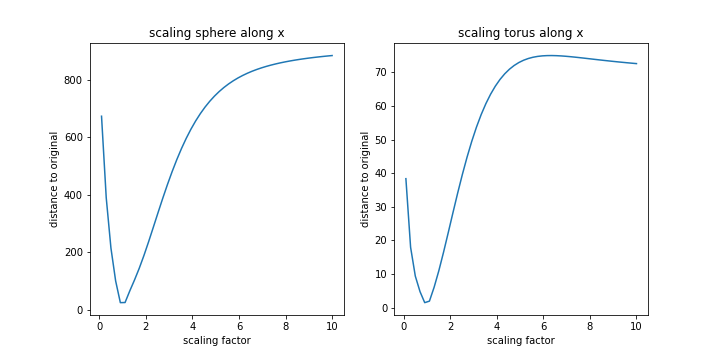 scaling sphere along x
distance to original
800
600
400
200
0
0 2 4 6 8 10
scaling factor
scaling torus along x
distance to original
70
60
50
40
30
20
10
0
0 2 4 6 8 10
scaling factor